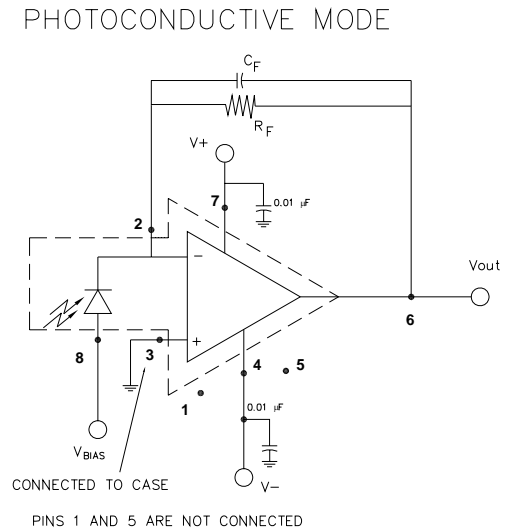 PHOTOCONDUCTIVE MODE
CF
RF
V+
7
0.01 µF
2
−
Vout
6
+
8
3
4
5
1
0.01 µF
VBIAS
CONNECTED TO CASE
V-
PINS 1 AND 5 ARE NOT CONNECTED